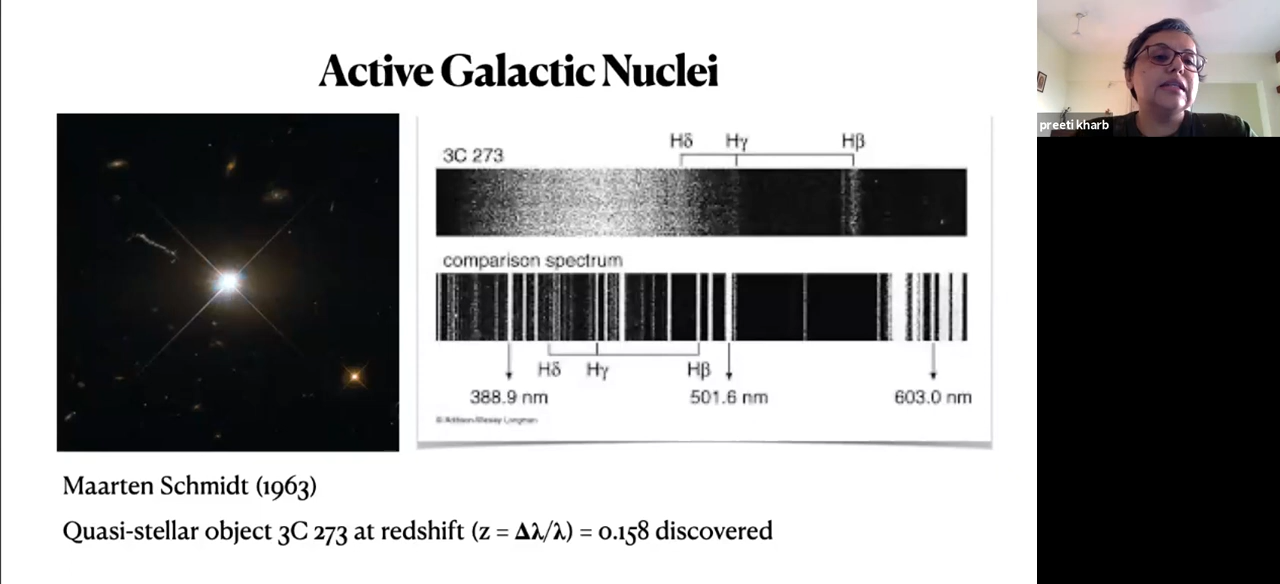 Active Galactic Nuclei
preeti kharb
Hδ Hγ Hβ
3C 273
comparison spectrum
Hδ Hγ Hβ
388.9 nm 501.6 nm 603.0 nm
© Addison-Wesley Longman
Maarten Schmidt (1963)
Quasi-stellar object 3C 273 at redshift (z = Δλ/λ) = 0.158 discovered